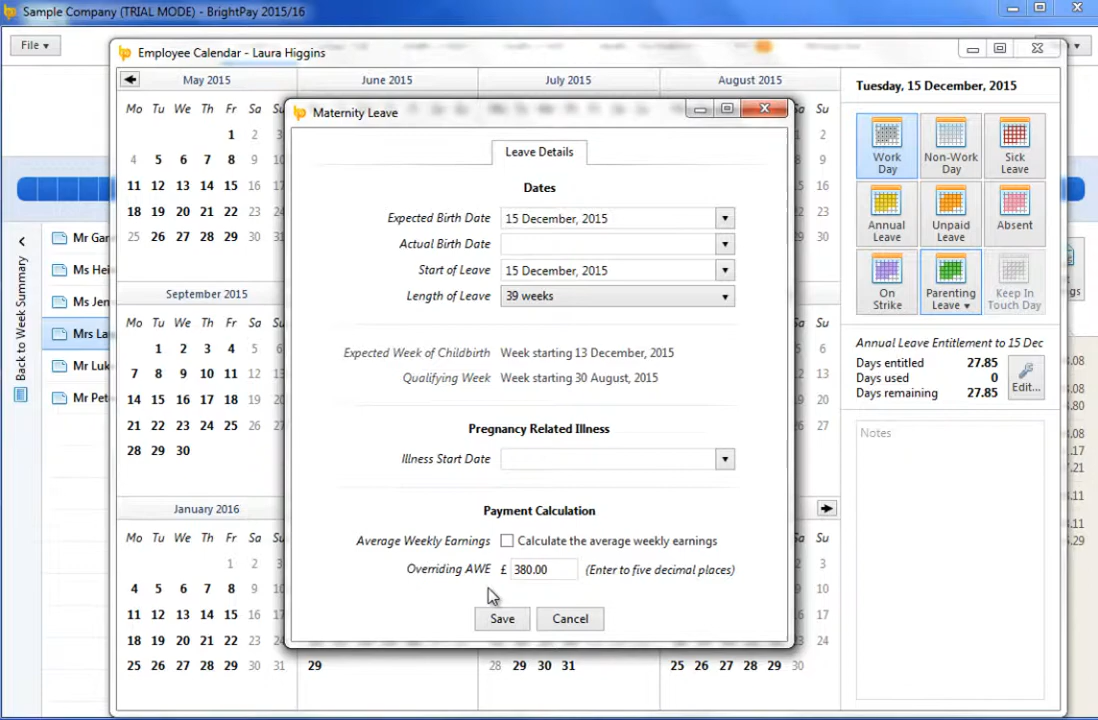 Sample Company (TRIAL MODE) - BrightPay 2015/16
File
Employee Calendar - Laura Higgins
May 2015 June 2015 July 2015 August 2015
Tuesday, 15 December, 2015
Mo Tu We Th Fr Sa Su
1 2
4 5 6 7 8 9
11 12 13 14 15 16
18 19 20 21 22 23
25 26 27 28 29 30
Su
2
Work Day
Non-Work Day
Sick Leave
Annual Leave
Unpaid Leave
Absent
On Strike
Parenting Leave
Keep In Touch Day
Back to Week Summary
Mr Gar
Ms Hei
Ms Jen
Mrs La
Mr Luk
Mr Pet
Maternity Leave
Leave Details
Dates
Expected Birth Date 15 December, 2015
Actual Birth Date
Start of Leave 15 December, 2015
Length of Leave 39 weeks
Expected Week of Childbirth Week starting 13 December, 2015
Qualifying Week Week starting 30 August, 2015
Pregnancy Related Illness
Illness Start Date
Payment Calculation
Average Weekly Earnings Calculate the average weekly earnings
Overriding AWE £ 380.00 (Enter to five decimal places)
Save Cancel
September 2015
Mo Tu We Th Fr Sa
1 2 3 4 5
7 8 9 10 11 12
14 15 16 17 18 19
21 22 23 24 25 26
28 29 30
Annual Leave Entitlement to 15 Dec
Days entitled 27.85
Days used 0
Days remaining 27.85
Edit...
Notes
January 2016
Mo Tu We Th Fr Sa
1 2
4 5 6 7 8 9
11 12 13 14 15 16
18 19 20 21 22 23
25 26 27 28 29 30 31
29
28 29 30 31
25 26 27 28 29 30